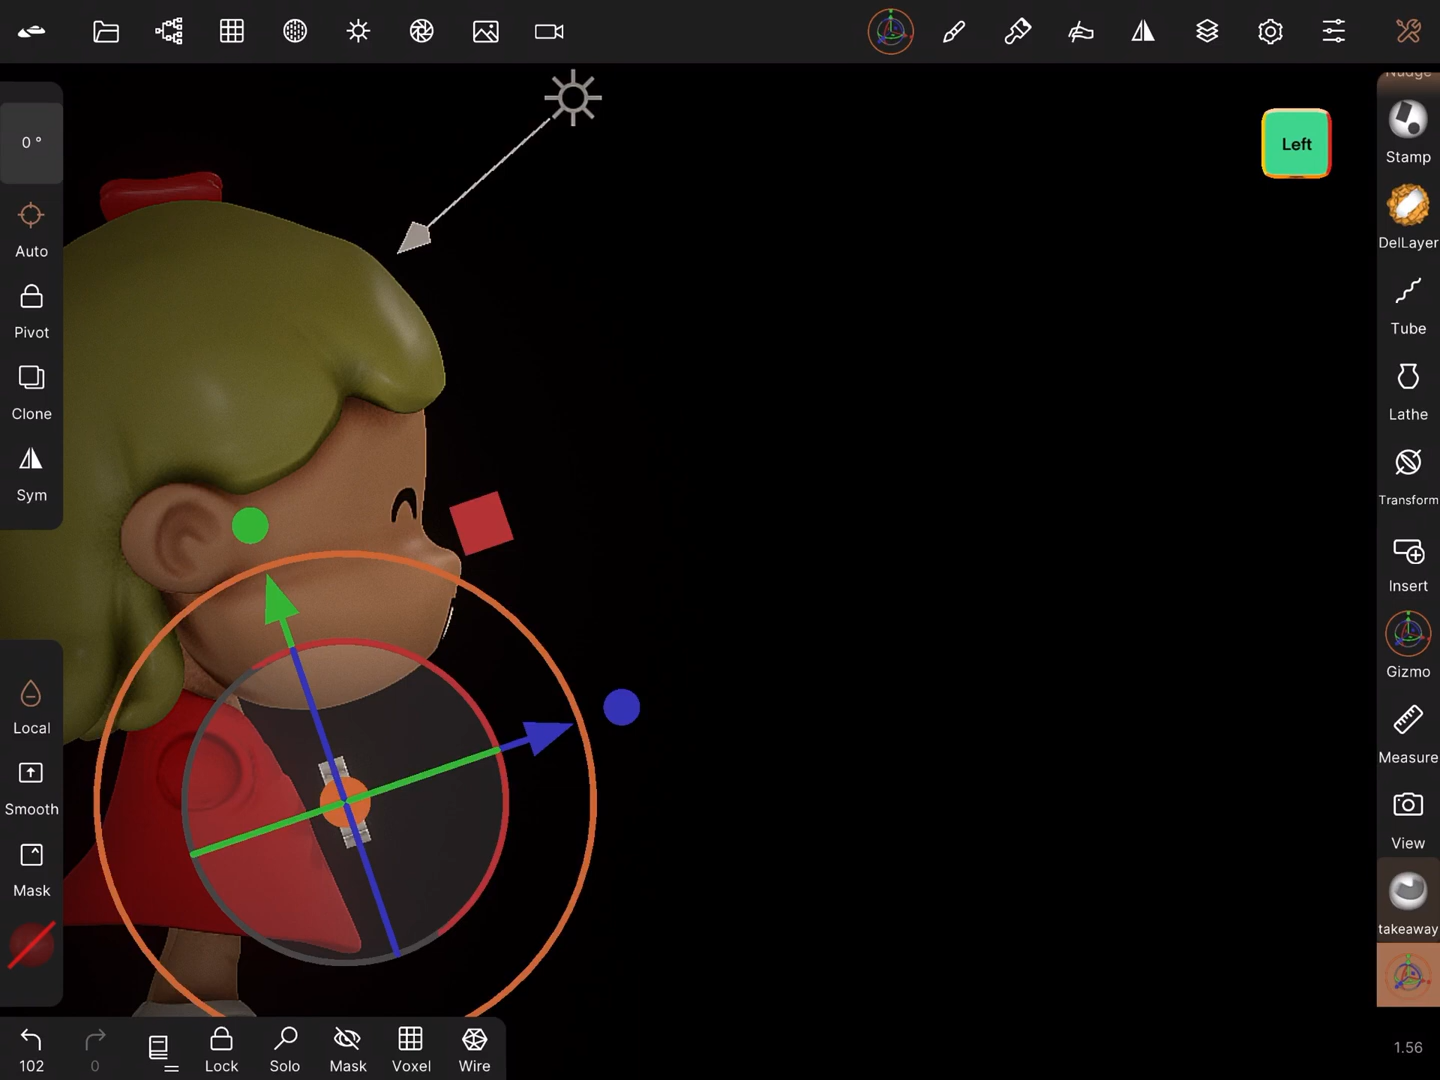 Nudge
0 °
Left
Stamp
Auto
DelLayer
Pivot
Tube
Clone
Lathe
Sym
Transform
Insert
Gizmo
Local
Measure
Smooth
View
Mask
takeaway
102
0
Lock
Solo
Mask
Voxel
Wire
1.56